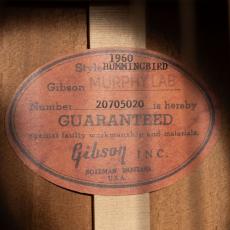 1960
Style HUMMINGBIRD
Gibson MURPHY LAB
Number 20705020 is hereby
GUARANTEED
against faulty workmanship and materials.
Gibson INC.
BOZEMAN MONTANA
U.S.A.